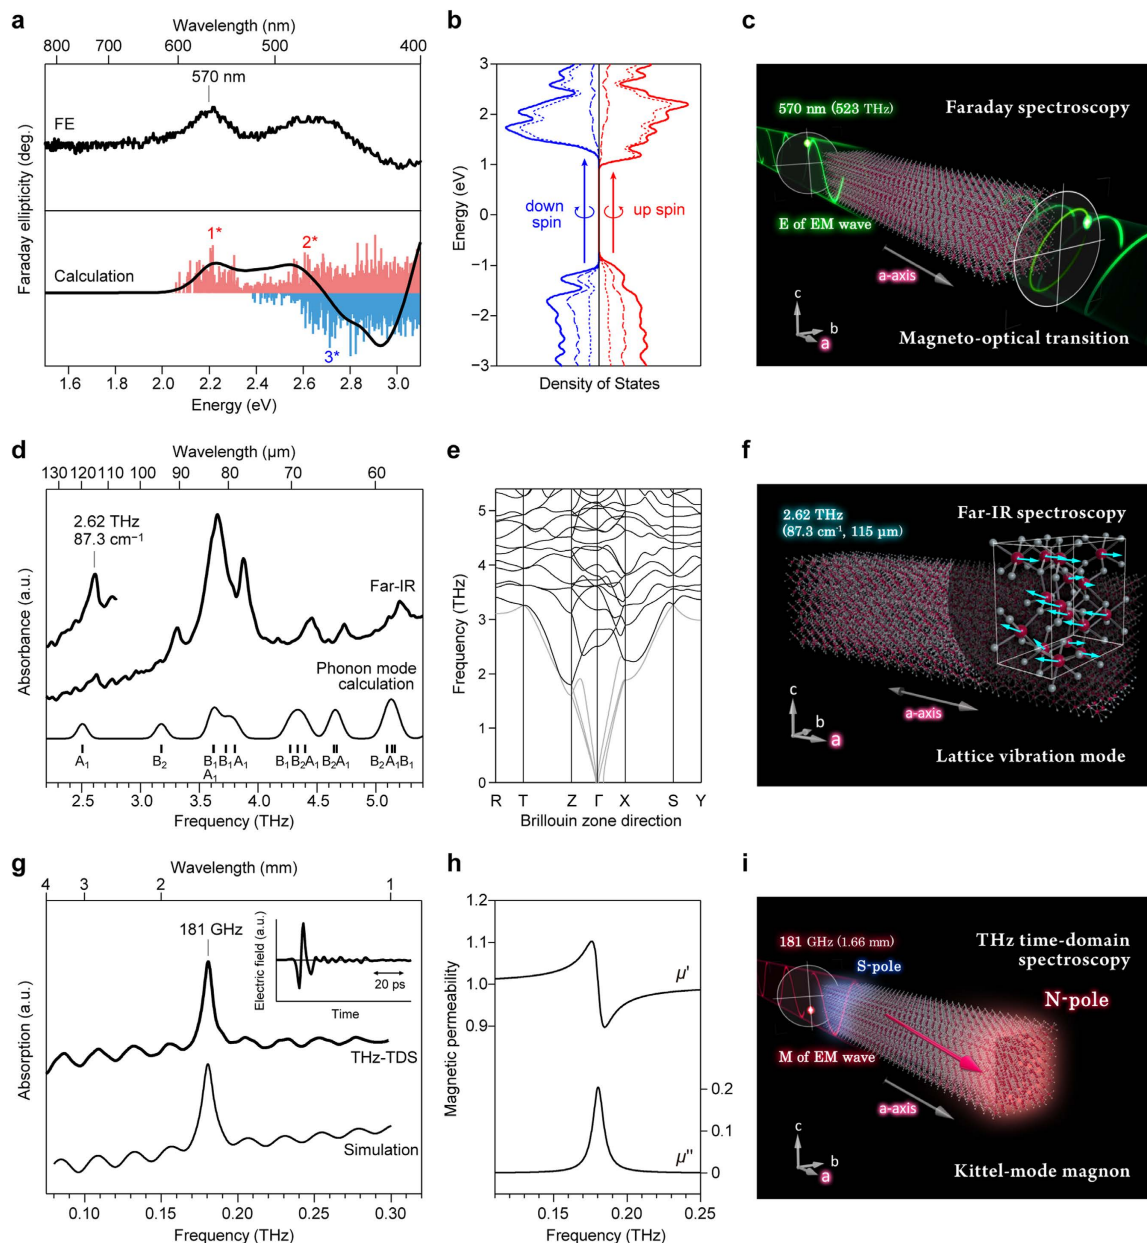 a
Wavelength (nm)
800 700 600 500 400
570 nm
FE
Faraday ellipticity (deg.)
1*
2*
Calculation
3*
1.6 1.8 2.0 2.2 2.4 2.6 2.8 3.0
Energy (eV)
b
3
2
1
0
−1
−2
−3
Energy (eV)
down
spin
up spin
Density of States
c
570 nm (523 THz)
Faraday spectroscopy
E of EM wave
a-axis
c
b
a
Magneto-optical transition
d
Wavelength (µm)
130 120 110 100 90 80 70 60
2.62 THz
87.3 cm⁻¹
Far-IR
Absorbance (a.u.)
Phonon mode
calculation
A₁ B₂ B₁ B₁ A₁ B₁ B₂A₁ B₂A₁ B₂A₁B₁
A₁
2.5 3.0 3.5 4.0 4.5 5.0
Frequency (THz)
e
5
4
3
2
1
0
Frequency (THz)
R T Z Γ X S Y
Brillouin zone direction
f
2.62 THz
(87.3 cm⁻¹, 115 µm)
Far-IR spectroscopy
a-axis
c
b
a
Lattice vibration mode
g
Wavelength (mm)
4 3 2 1
181 GHz
Electric field (a.u.)
20 ps
Time
Absorption (a.u.)
THz-TDS
Simulation
0.10 0.15 0.20 0.25 0.30
Frequency (THz)
h
1.2
1.1
1.0
0.9
Magnetic permeability
µ'
0.2
0.1
0
µ"
0.15 0.20 0.25
Frequency (THz)
i
181 GHz (1.66 mm)
THz time-domain
spectroscopy
S-pole
N-pole
M of EM wave
a-axis
c
b
a
Kittel-mode magnon